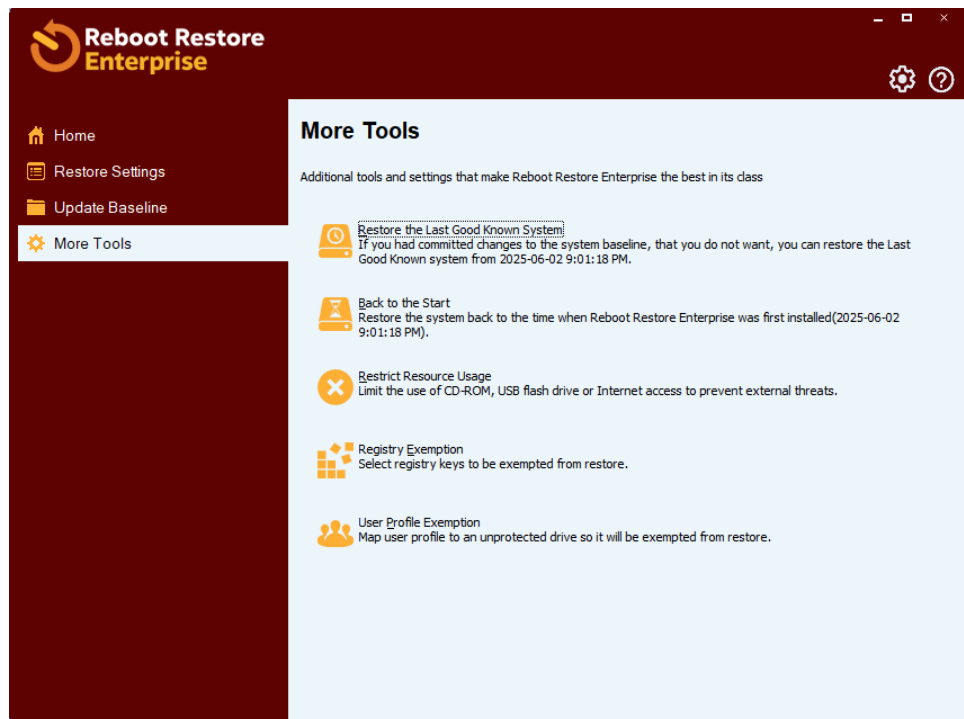 Reboot Restore
Enterprise
Home
Restore Settings
Update Baseline
More Tools
More Tools
Additional tools and settings that make Reboot Restore Enterprise the best in its class
Restore the Last Good Known System
If you had committed changes to the system baseline, that you do not want, you can restore the Last
Good Known system from 2025-06-02 9:01:18 PM.
Back to the Start
Restore the system back to the time when Reboot Restore Enterprise was first installed(2025-06-02
9:01:18 PM).
Restrict Resource Usage
Limit the use of CD-ROM, USB flash drive or Internet access to prevent external threats.
Registry Exemption
Select registry keys to be exempted from restore.
User Profile Exemption
Map user profile to an unprotected drive so it will be exempted from restore.